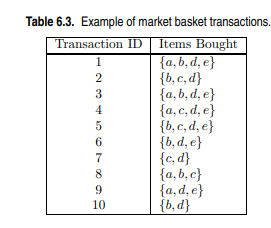 Table 6.3. Example of market basket transactions.
Transaction ID Items Bought
1 {a, b, d, e}
2 {b, c, d}
3 {a, b, d, e}
4 {a, c, d, e}
5 {b, c, d, e}
6 {b, d, e}
7 {c, d}
8 {a, b, c}
9 {a, d, e}
10 {b, d}